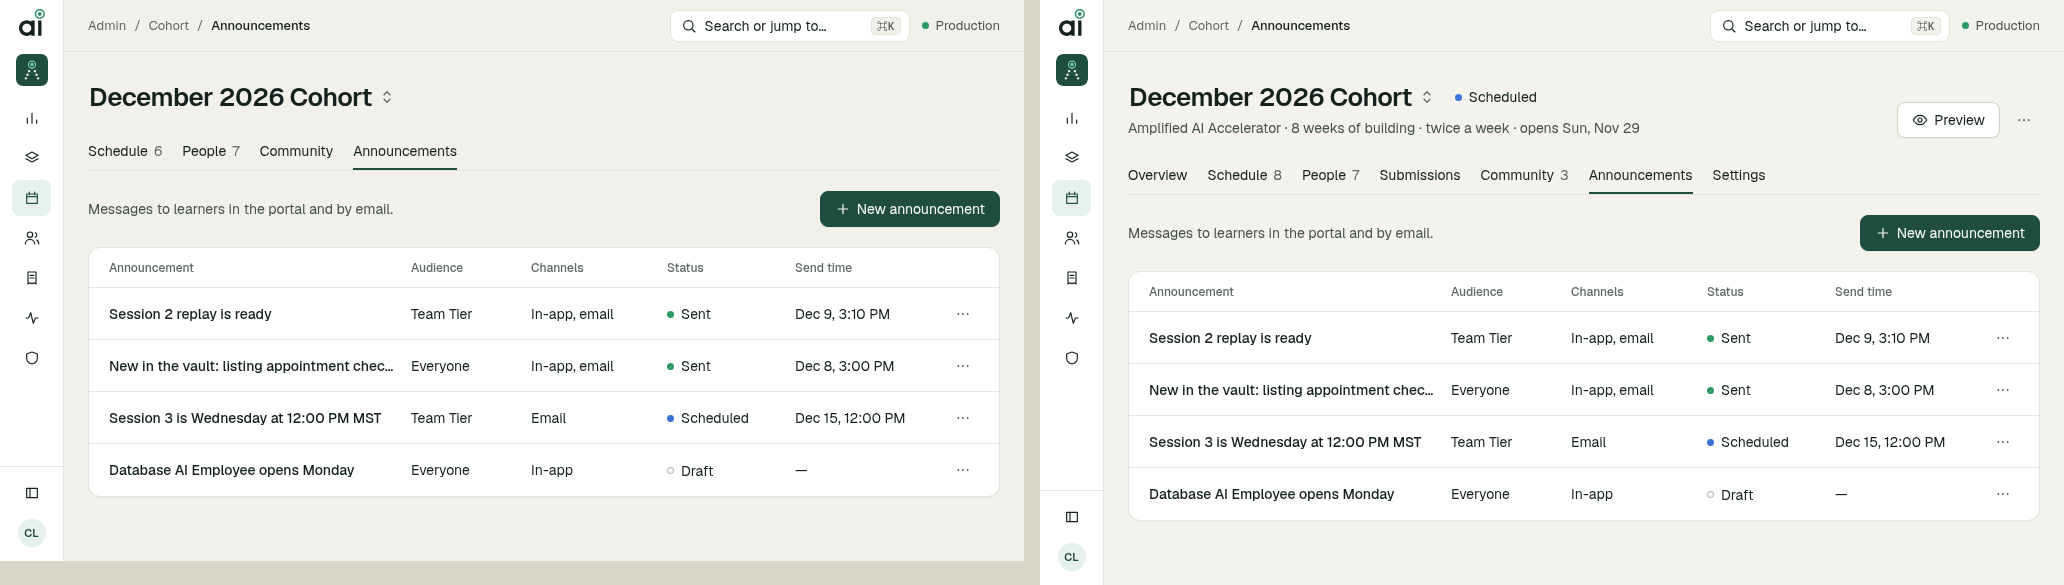 ai
Admin / Cohort / Announcements
Search or jump to...
⌘K
Production
December 2026 Cohort
Schedule 6 People 7 Community Announcements
Messages to learners in the portal and by email.
+ New announcement
Announcement Audience Channels Status Send time
Session 2 replay is ready Team Tier In-app, email Sent Dec 9, 3:10 PM ...
New in the vault: listing appointment chec... Everyone In-app, email Sent Dec 8, 3:00 PM ...
Session 3 is Wednesday at 12:00 PM MST Team Tier Email Scheduled Dec 15, 12:00 PM ...
Database AI Employee opens Monday Everyone In-app Draft — ...
CL
ai
Admin / Cohort / Announcements
Search or jump to...
⌘K
Production
December 2026 Cohort
Scheduled
Amplified AI Accelerator · 8 weeks of building · twice a week · opens Sun, Nov 29
Preview
...
Overview Schedule 8 People 7 Submissions Community 3 Announcements Settings
Messages to learners in the portal and by email.
+ New announcement
Announcement Audience Channels Status Send time
Session 2 replay is ready Team Tier In-app, email Sent Dec 9, 3:10 PM ...
New in the vault: listing appointment chec... Everyone In-app, email Sent Dec 8, 3:00 PM ...
Session 3 is Wednesday at 12:00 PM MST Team Tier Email Scheduled Dec 15, 12:00 PM ...
Database AI Employee opens Monday Everyone In-app Draft — ...
CL